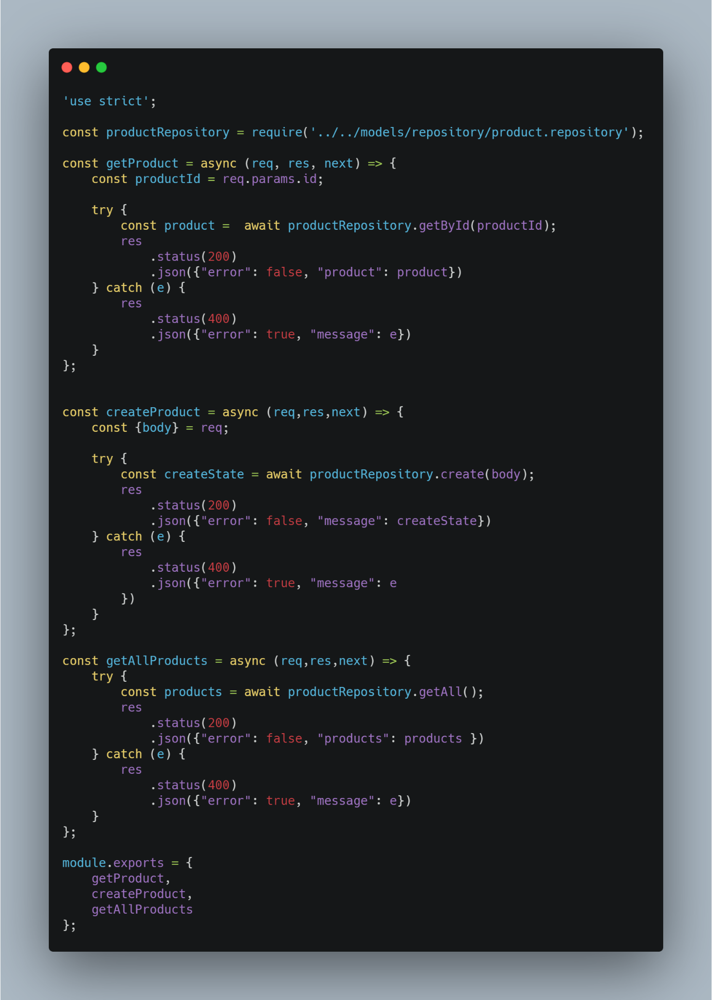 'use strict';

const productRepository = require('../../models/repository/product.repository');

const getProduct = async (req, res, next) => {
    const productId = req.params.id;

    try {
        const product =  await productRepository.getById(productId);
        res
            .status(200)
            .json({"error": false, "product": product})
    } catch (e) {
        res
            .status(400)
            .json({"error": true, "message": e})
    }
};


const createProduct = async (req,res,next) => {
    const {body} = req;

    try {
        const createState = await productRepository.create(body);
        res
            .status(200)
            .json({"error": false, "message": createState})
    } catch (e) {
        res
            .status(400)
            .json({"error": true, "message": e
        })
    }
};

const getAllProducts = async (req,res,next) => {
    try {
        const products = await productRepository.getAll();
        res
            .status(200)
            .json({"error": false, "products": products })
    } catch (e) {
        res
            .status(400)
            .json({"error": true, "message": e})
    }
};

module.exports = {
    getProduct,
    createProduct,
    getAllProducts
};